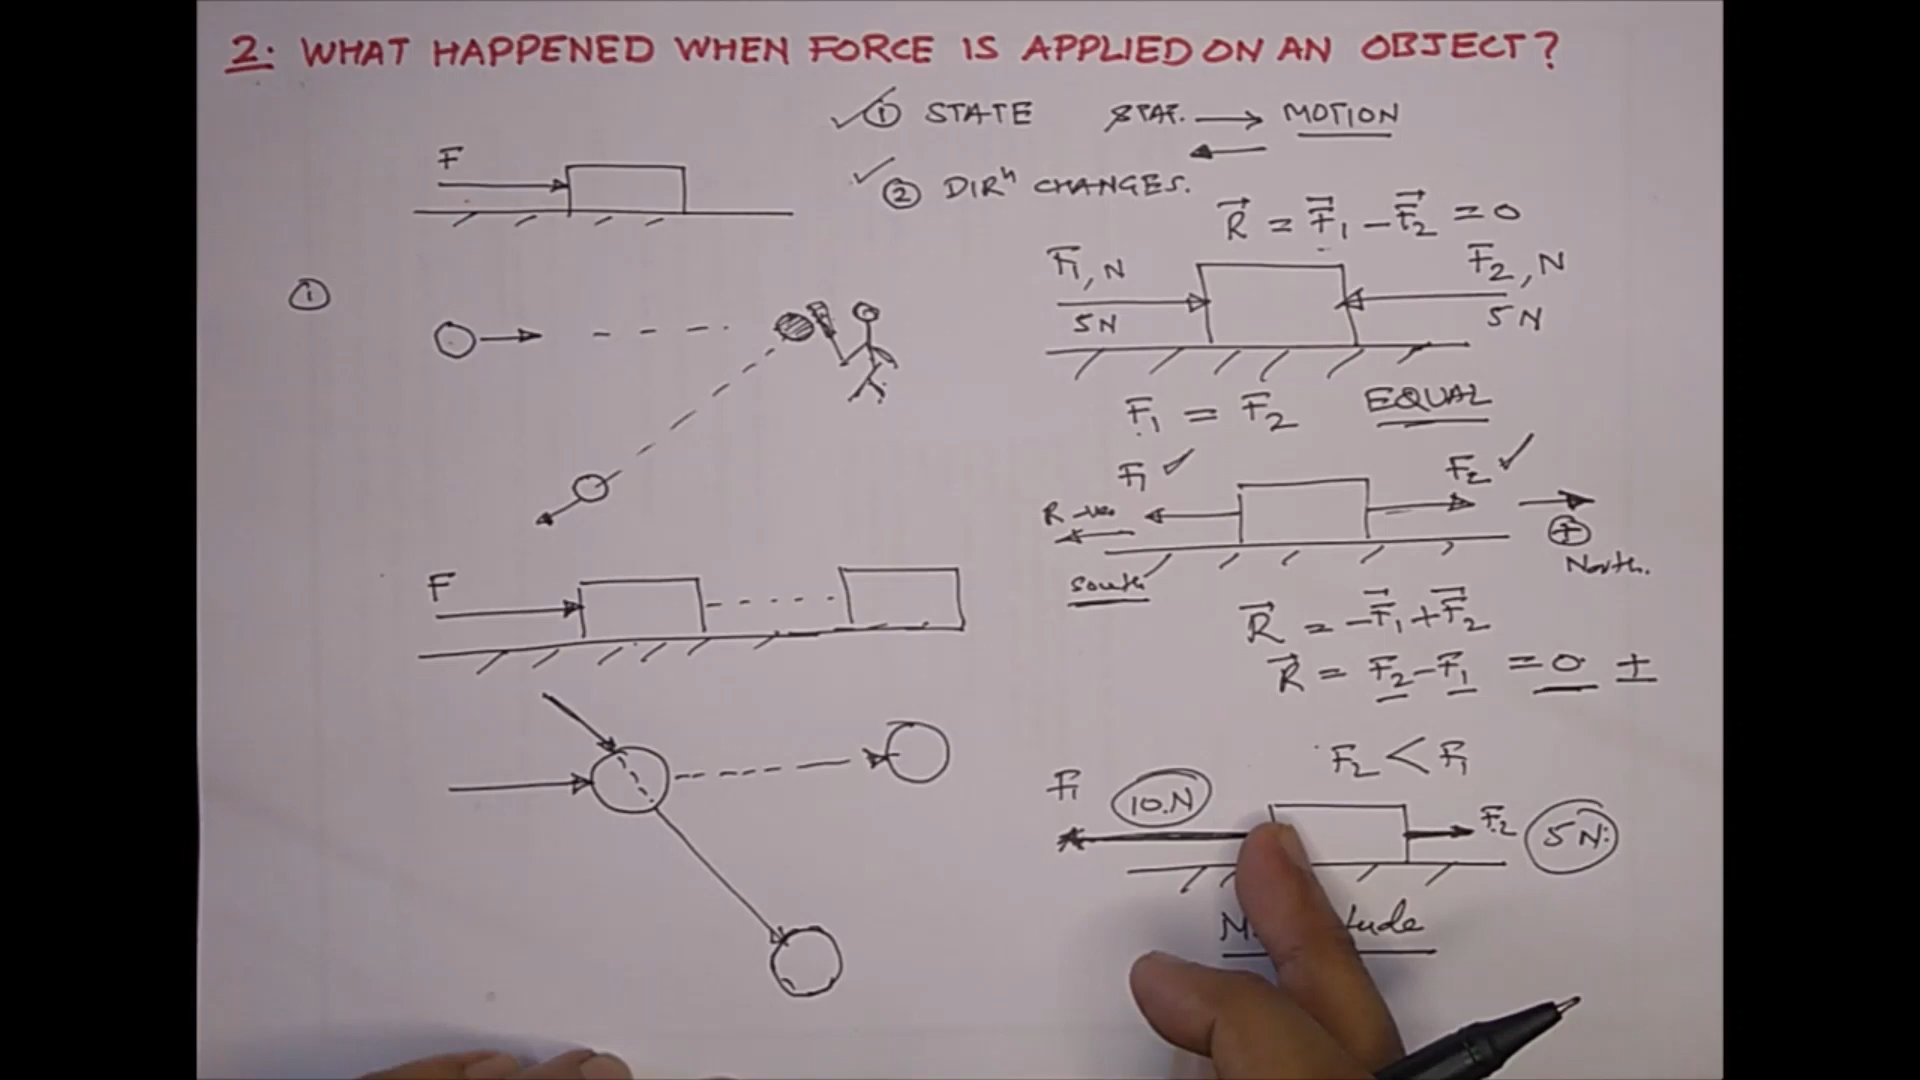 2. WHAT HAPPENED WHEN FORCE IS APPLIED ON AN OBJECT?
① STATE STAT. → MOTION
② DIRⁿ CHANGES.
F
R = F1 - F2 = 0
①
F1, N
5N
F2, N
5N
F1 = F2 EQUAL
F1
F2
R -ve
+
South
North.
F
R = -F1 + F2
R = F2 - F1 = 0 ±
F2 < F1
F1
10.N
F2
5N